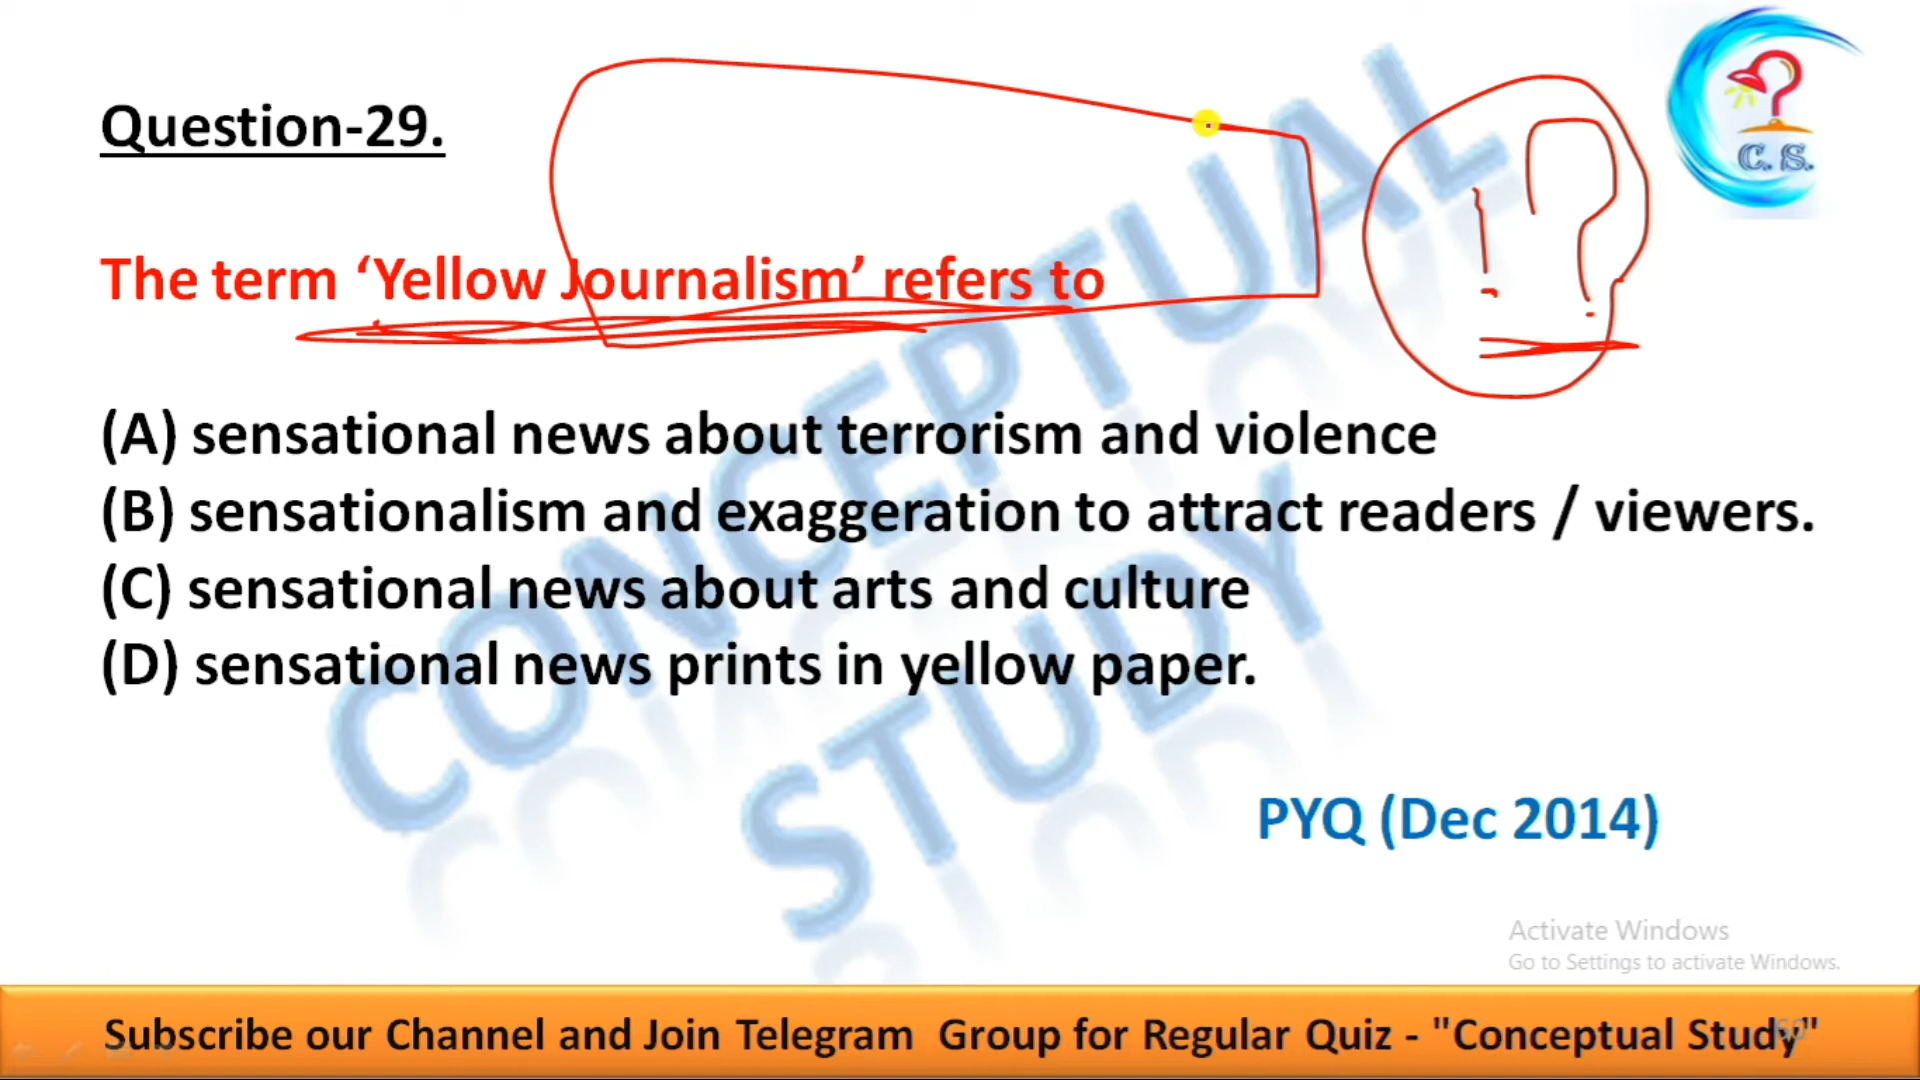 C. S.
Question-29.
The term ‘Yellow Journalism’ refers to
! ?
(A) sensational news about terrorism and violence
(B) sensationalism and exaggeration to attract readers / viewers.
(C) sensational news about arts and culture
(D) sensational news prints in yellow paper.
CONCEPTUAL
STUDY
PYQ (Dec 2014)
Activate Windows
Go to Settings to activate Windows.
Subscribe our Channel and Join Telegram Group for Regular Quiz - "Conceptual Study"